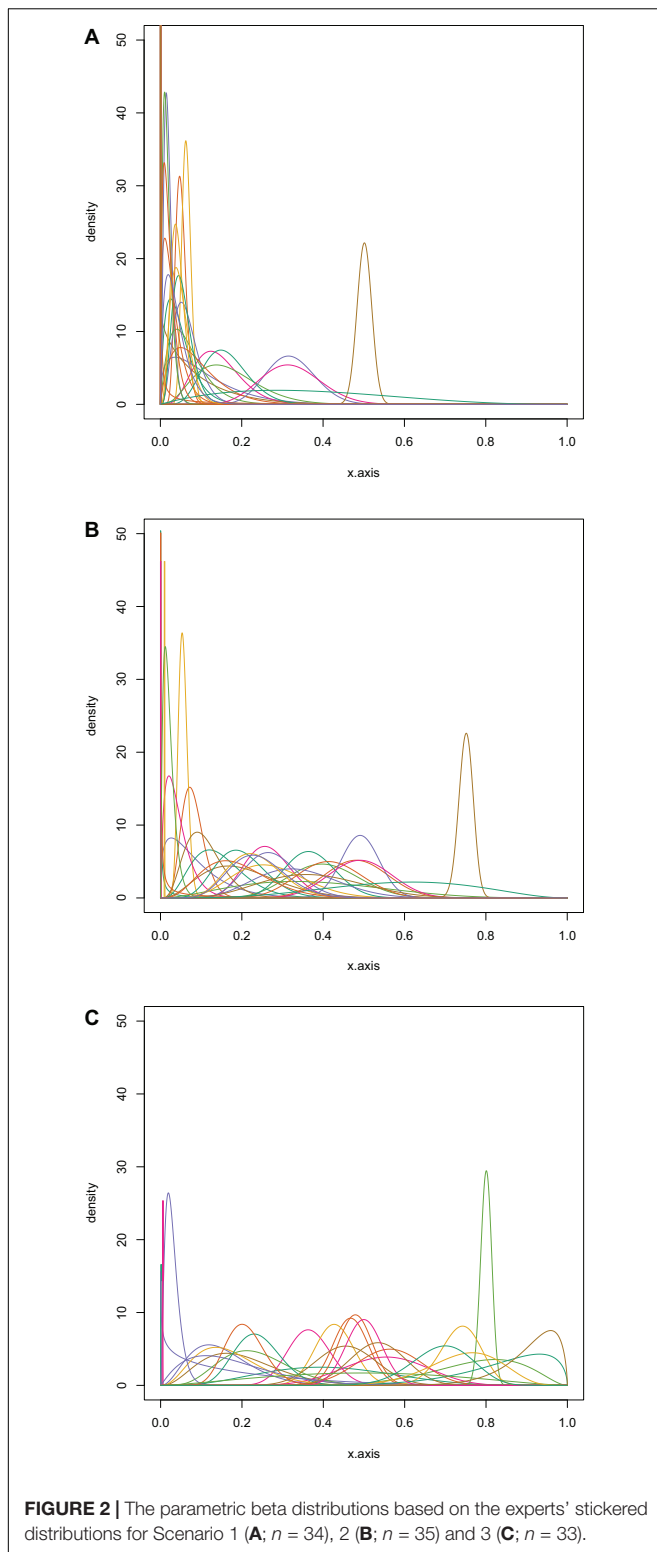 A
50
40
30
20
10
0
density
0.0 0.2 0.4 0.6 0.8 1.0
x.axis
B
50
40
30
20
10
0
density
0.0 0.2 0.4 0.6 0.8 1.0
x.axis
C
50
40
30
20
10
0
density
0.0 0.2 0.4 0.6 0.8 1.0
x.axis
FIGURE 2 | The parametric beta distributions based on the experts' stickered
distributions for Scenario 1 (A; n = 34), 2 (B; n = 35) and 3 (C; n = 33).